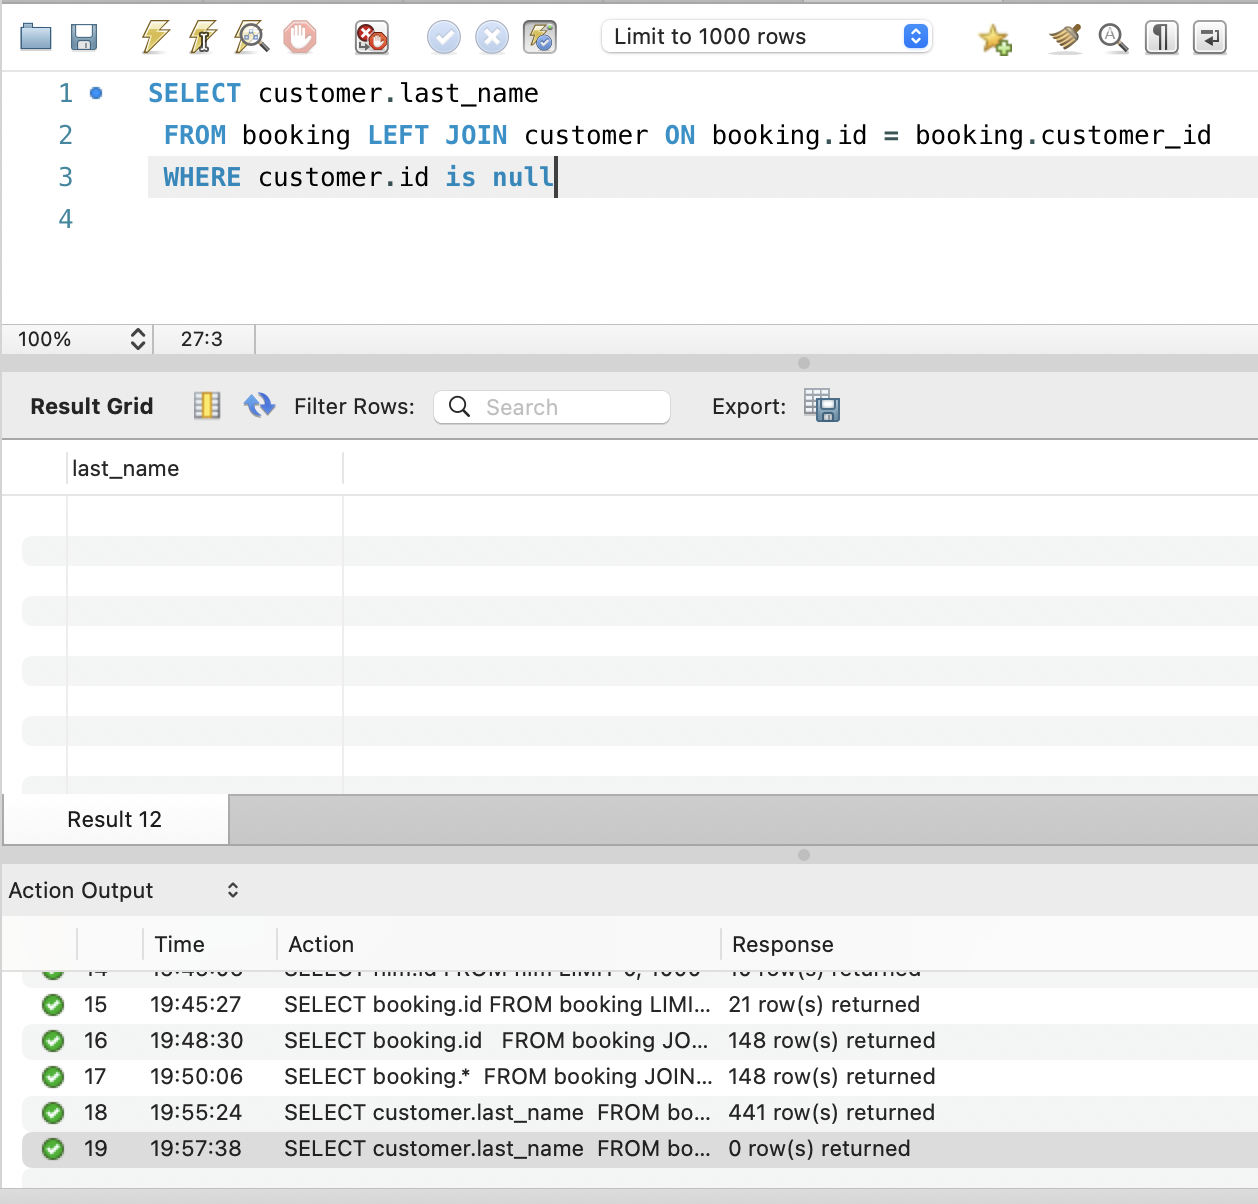 Limit to 1000 rows
1 SELECT customer.last_name
2 FROM booking LEFT JOIN customer ON booking.id = booking.customer_id
3 WHERE customer.id is null
4
100% 27:3
Result Grid Filter Rows: Search Export:
last_name
Result 12
Action Output
Time Action Response
15 19:45:27 SELECT booking.id FROM booking LIMI... 21 row(s) returned
16 19:48:30 SELECT booking.id FROM booking JO... 148 row(s) returned
17 19:50:06 SELECT booking.* FROM booking JOIN... 148 row(s) returned
18 19:55:24 SELECT customer.last_name FROM bo... 441 row(s) returned
19 19:57:38 SELECT customer.last_name FROM bo... 0 row(s) returned